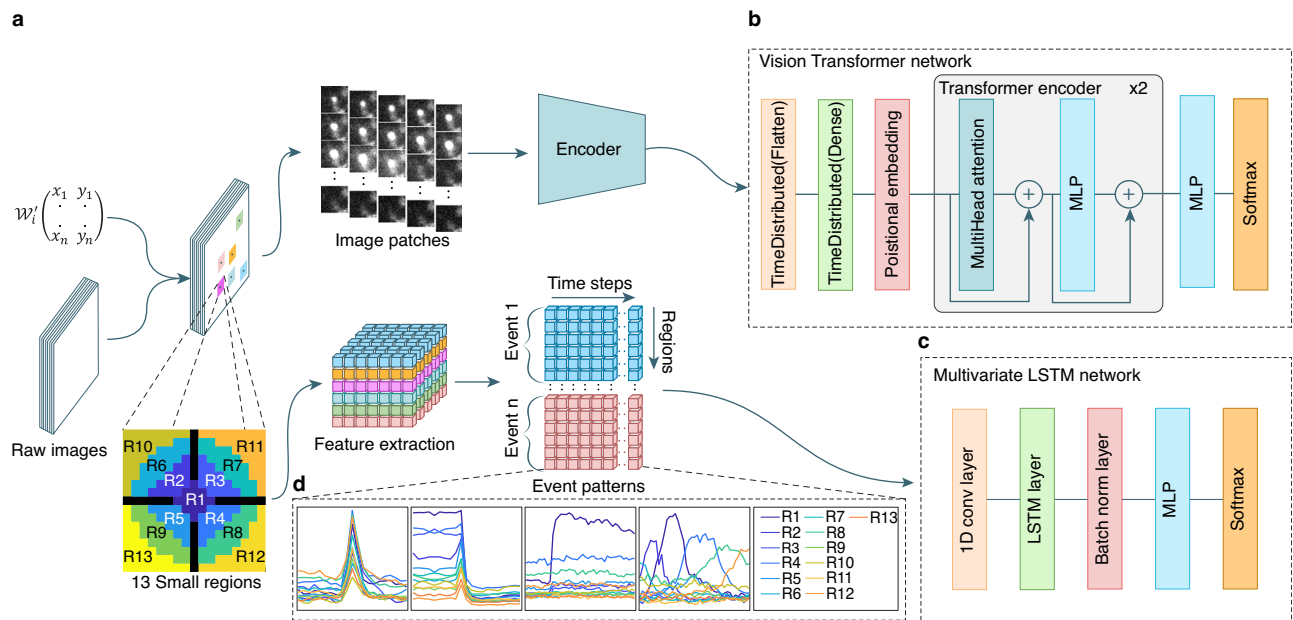 a
𝒲ᵢ′
x₁ y₁
. .
. .
xₙ yₙ
Raw images
Image patches
Encoder
R10
R11
R6
R7
R2
R3
R1
R5
R4
R9
R8
R13
R12
13 Small regions
Feature extraction
Time steps
Event 1
Regions
Event n
Event patterns
b
Vision Transformer network
Transformer encoder x2
TimeDistributed(Flatten)
TimeDistributed(Dense)
Poistional embedding
MultiHead attention
+
MLP
+
MLP
Softmax
c
Multivariate LSTM network
1D conv layer
LSTM layer
Batch norm layer
MLP
Softmax
d
R1 R7 R13
R2 R8
R3 R9
R4 R10
R5 R11
R6 R12